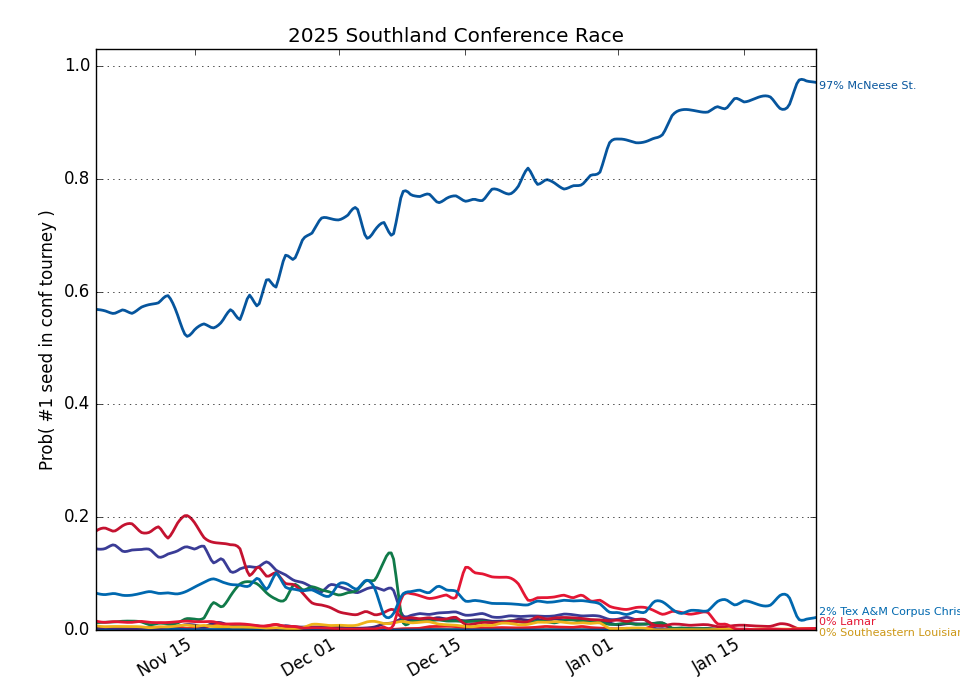 2025 Southland Conference Race
Prob( #1 seed in conf tourney )
1.0
0.8
0.6
0.4
0.2
0.0
97% McNeese St.
2% Tex A&M Corpus Chris
0% Lamar
0% Southeastern Louisian
Nov 15
Dec 01
Dec 15
Jan 01
Jan 15